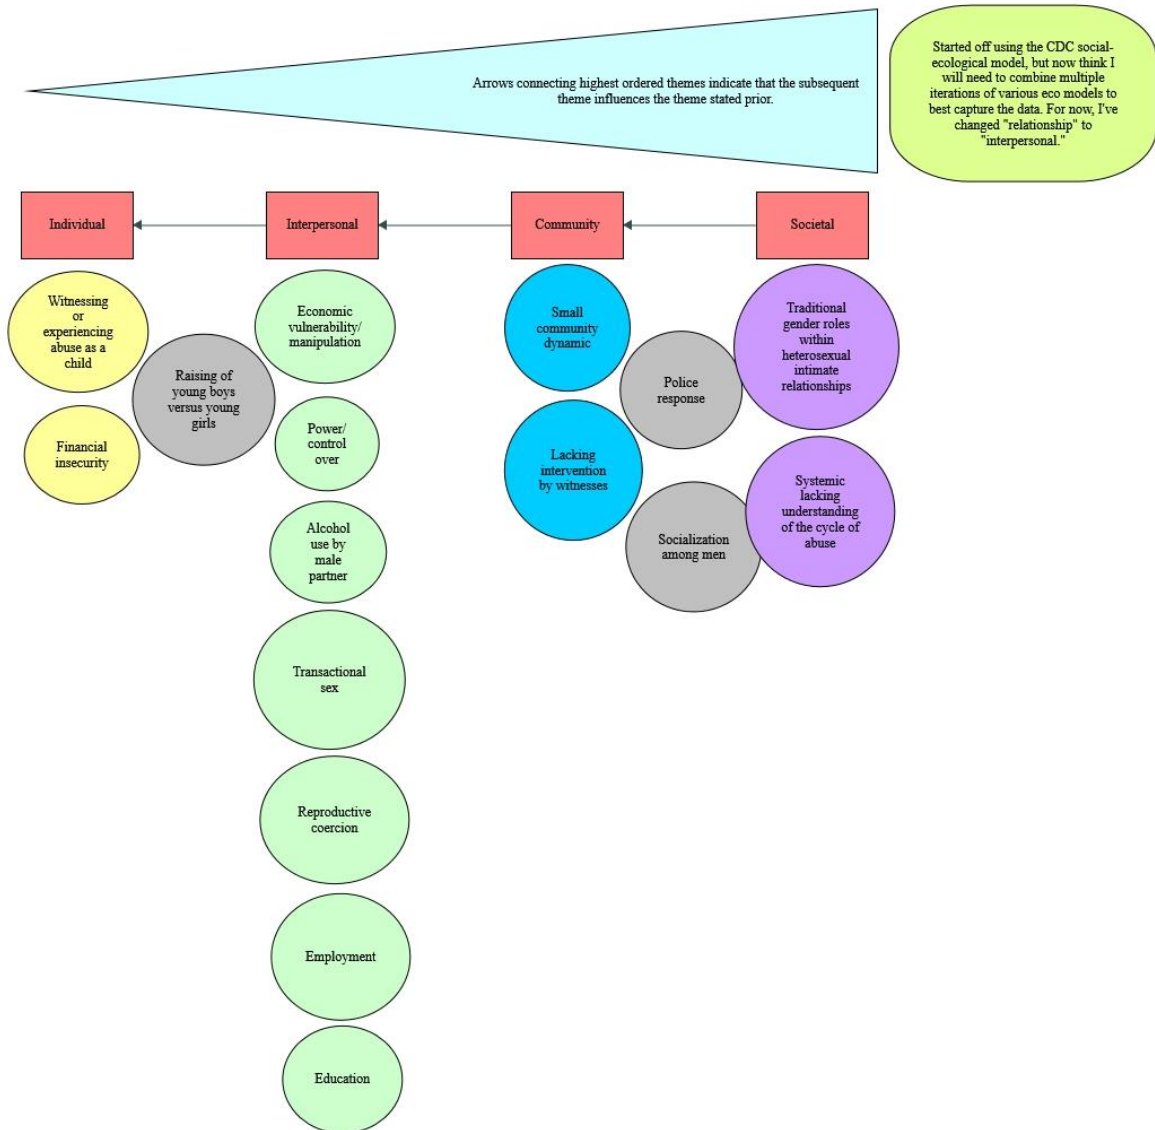 Arrows connecting highest ordered themes indicate that the subsequent
theme influences the theme stated prior.
Started off using the CDC social-
ecological model, but now think I
will need to combine multiple
iterations of various eco models to
best capture the data. For now, I've
changed "relationship" to
"interpersonal."
Individual
Interpersonal
Community
Societal
Witnessing
or
experiencing
abuse as a
child
Financial
insecurity
Raising of
young boys
versus young
girls
Economic
vulnerability/
manipulation
Power/
control
over
Alcohol
use by
male
partner
Transactional
sex
Reproductive
coercion
Employment
Education
Small
community
dynamic
Lacking
intervention
by witnesses
Police
response
Socialization
among men
Traditional
gender roles
within
heterosexual
intimate
relationships
Systemic
lacking
understanding
of the cycle of
abuse